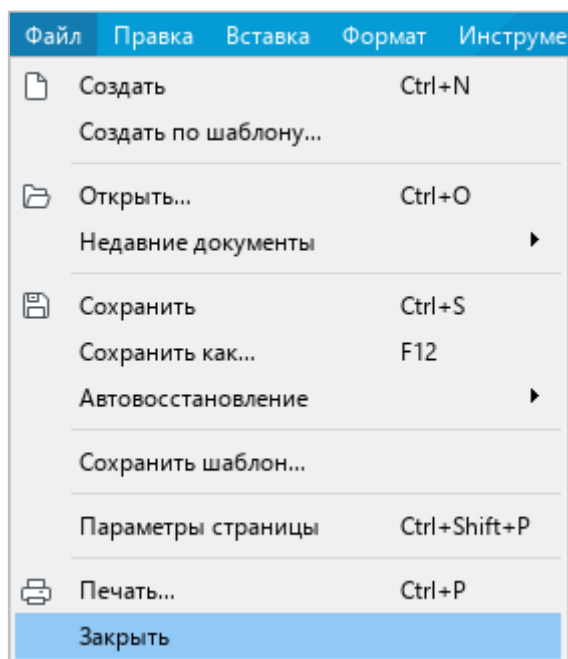 Файл Правка Вставка Формат Инструме
Создать Ctrl+N
Создать по шаблону...
Открыть... Ctrl+O
Недавние документы
Сохранить Ctrl+S
Сохранить как... F12
Автовосстановление
Сохранить шаблон...
Параметры страницы Ctrl+Shift+P
Печать... Ctrl+P
Закрыть